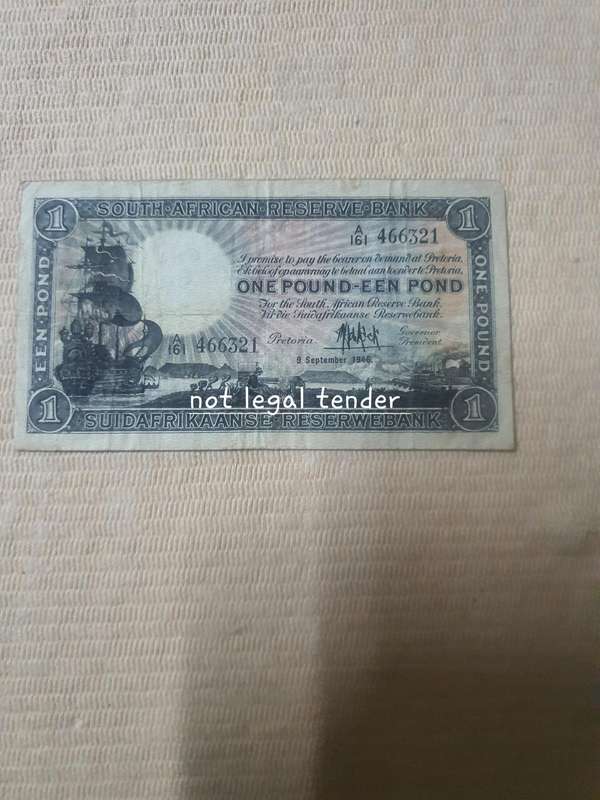 SOUTH·AFRICAN·RESERVE·BANK
1
1
A/161 466321
I promise to pay the bearer on demand at Pretoria.
Ek beloof op aanvraag te betaal aan toonder te Pretoria.
ONE POUND–EEN POND
For the South African Reserve Bank.
Vir die Suidafrikaanse Reserwebank.
A/161 466321
Pretoria
Governor
President
9 September 1946.
EEN·POND
ONE·POUND
not legal tender
1
1
SUIDAFRIKAANSE·RESERWEBANK